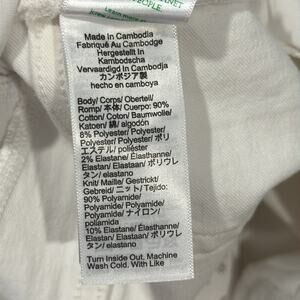 PLANET
PEOPLE.
Learn more
Made in Cambodia
Fabriqué Au Cambodge
Hergestellt In
Kambodscha
Vervaardigd In Cambodja
カンボジア製
hecho en camboya
Body/ Corps/ Oberteil/
Romp/ 本体/ Cuerpo: 90%
Cotton/ Coton/ Baumwolle/
Katoen/ 綿/ algodón
8% Polyester/ Polyester/
Polyester/ Polyester/ ポリ
エステル/ poliéster
2% Elastane/ Élasthanne/
Elastan/ Elastaan/ ポリウレ
タン/ elastano
Knit/ Maille/ Gestrickt/
Gebreid/ ニット/ Tejido:
90% Polyamide/
Polyamide/ Polyamid/
Polyamide/ ナイロン/
poliamida
10% Elastane/ Élasthanne/
Elastan/ Elastaan/ ポリウレ
タン/ elastano
Turn Inside Out. Machine
Wash Cold. With Like